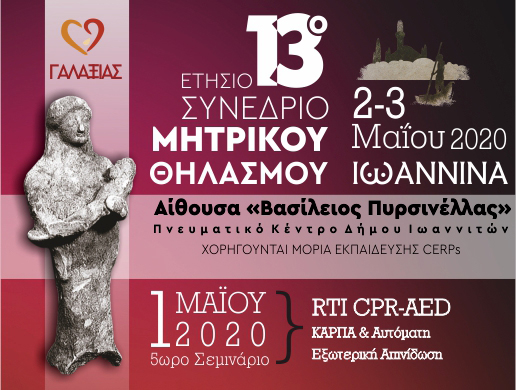 ΓΑΛΑΞΙΑΣ
13ο
ΕΤΗΣΙΟ
ΣΥΝΕΔΡΙΟ
ΜΗΤΡΙΚΟΥ
ΘΗΛΑΣΜΟΥ
2-3
Μαΐου 2020
ΙΩΑΝΝΙΝΑ
Αίθουσα «Βασίλειος Πυρσινέλλας»
Πνευματικό Κέντρο Δήμου Ιωαννιτών
ΧΟΡΗΓΟΥΝΤΑΙ ΜΟΡΙΑ ΕΚΠΑΙΔΕΥΣΗΣ CERPs
1 ΜΑΪΟΥ
2020
5ωρο Σεμινάριο
RTI CPR-AED
ΚΑΡΠΑ & Αυτόματη
Εξωτερική Απινίδωση